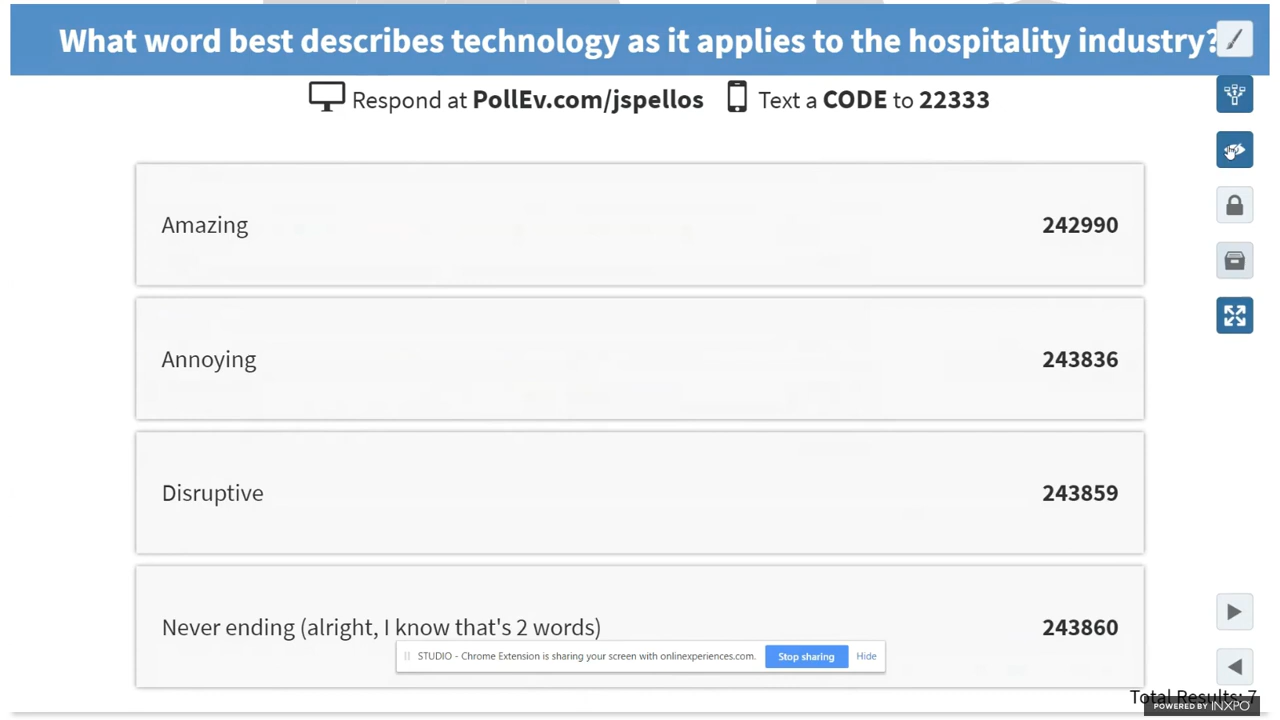 What word best describes technology as it applies to the hospitality industry?
Respond at PollEv.com/jspellos Text a CODE to 22333
Amazing 242990
Annoying 243836
Disruptive 243859
Never ending (alright, I know that's 2 words) 243860
STUDIO - Chrome Extension is sharing your screen with onlinexperiences.com. Stop sharing Hide
Total Results: 7
POWERED BY INXPO